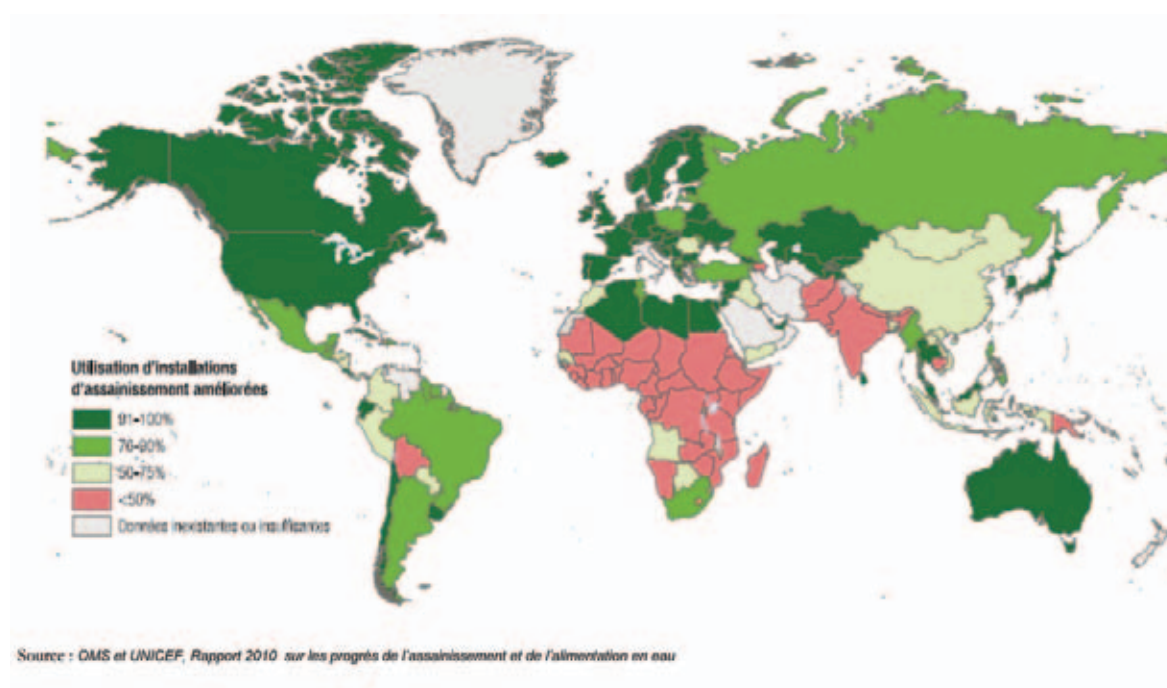 Utilisation d'installations
d'assainissement améliorées
91-100%
76-90%
50-75%
<50%
Données inexistantes ou insuffisantes
Source : OMS et UNICEF, Rapport 2010 sur les progrès de l'assainissement et de l'alimentation en eau